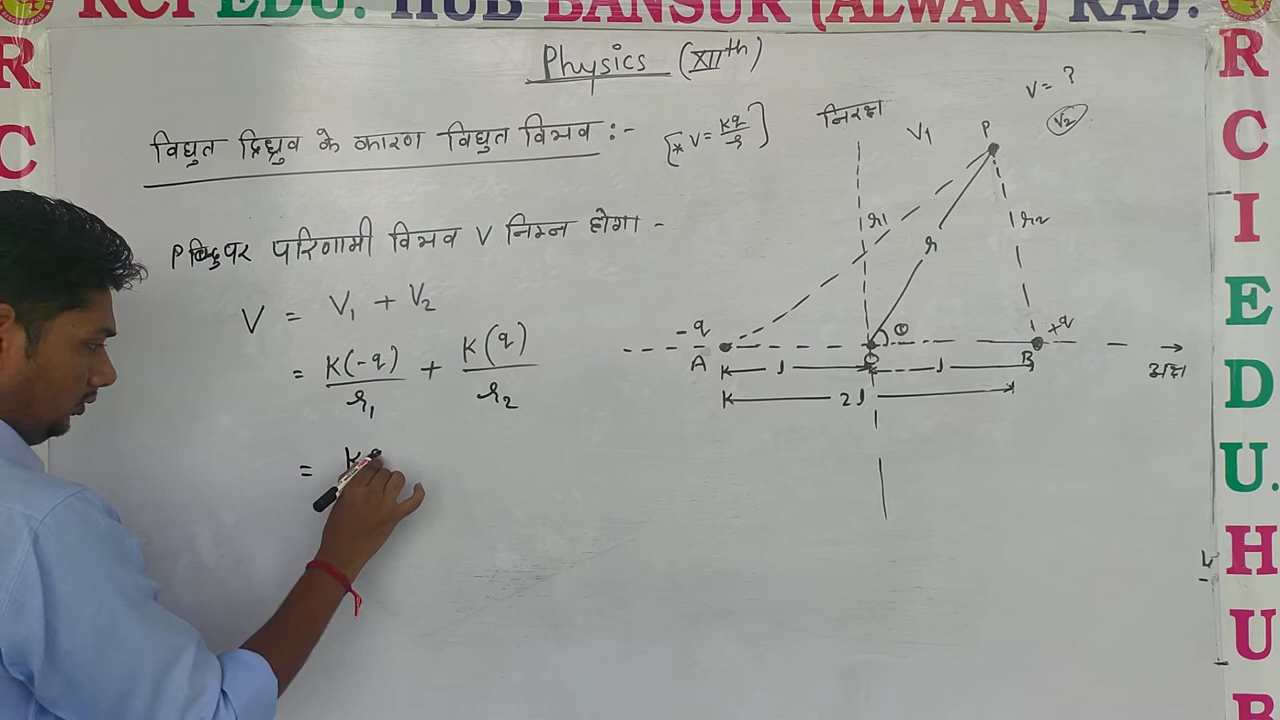 RCI EDU. HUB BANSUR (ALWAR) RAJ.
Physics (XIIth)
विधुत द्विध्रुव के कारण विधुत विभव :- [* V = Kq/r]
P बिन्दु पर परिणामी विभव V निम्न होगा -
V = V₁ + V₂
= K(-q)/r₁ + K(q)/r₂
= K
निरक्ष
V = ?
V₁
P
V₂
r₁
r
r₂
-q
θ
+q
A
O
B
l
l
अक्ष
2l
R
C
R
C
I
E
D
U.
H
U
B